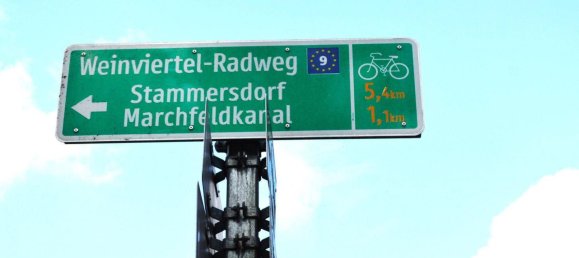 Weinviertel-Radweg 9
Stammersdorf 5,4km
Marchfeldkanal 1,1km